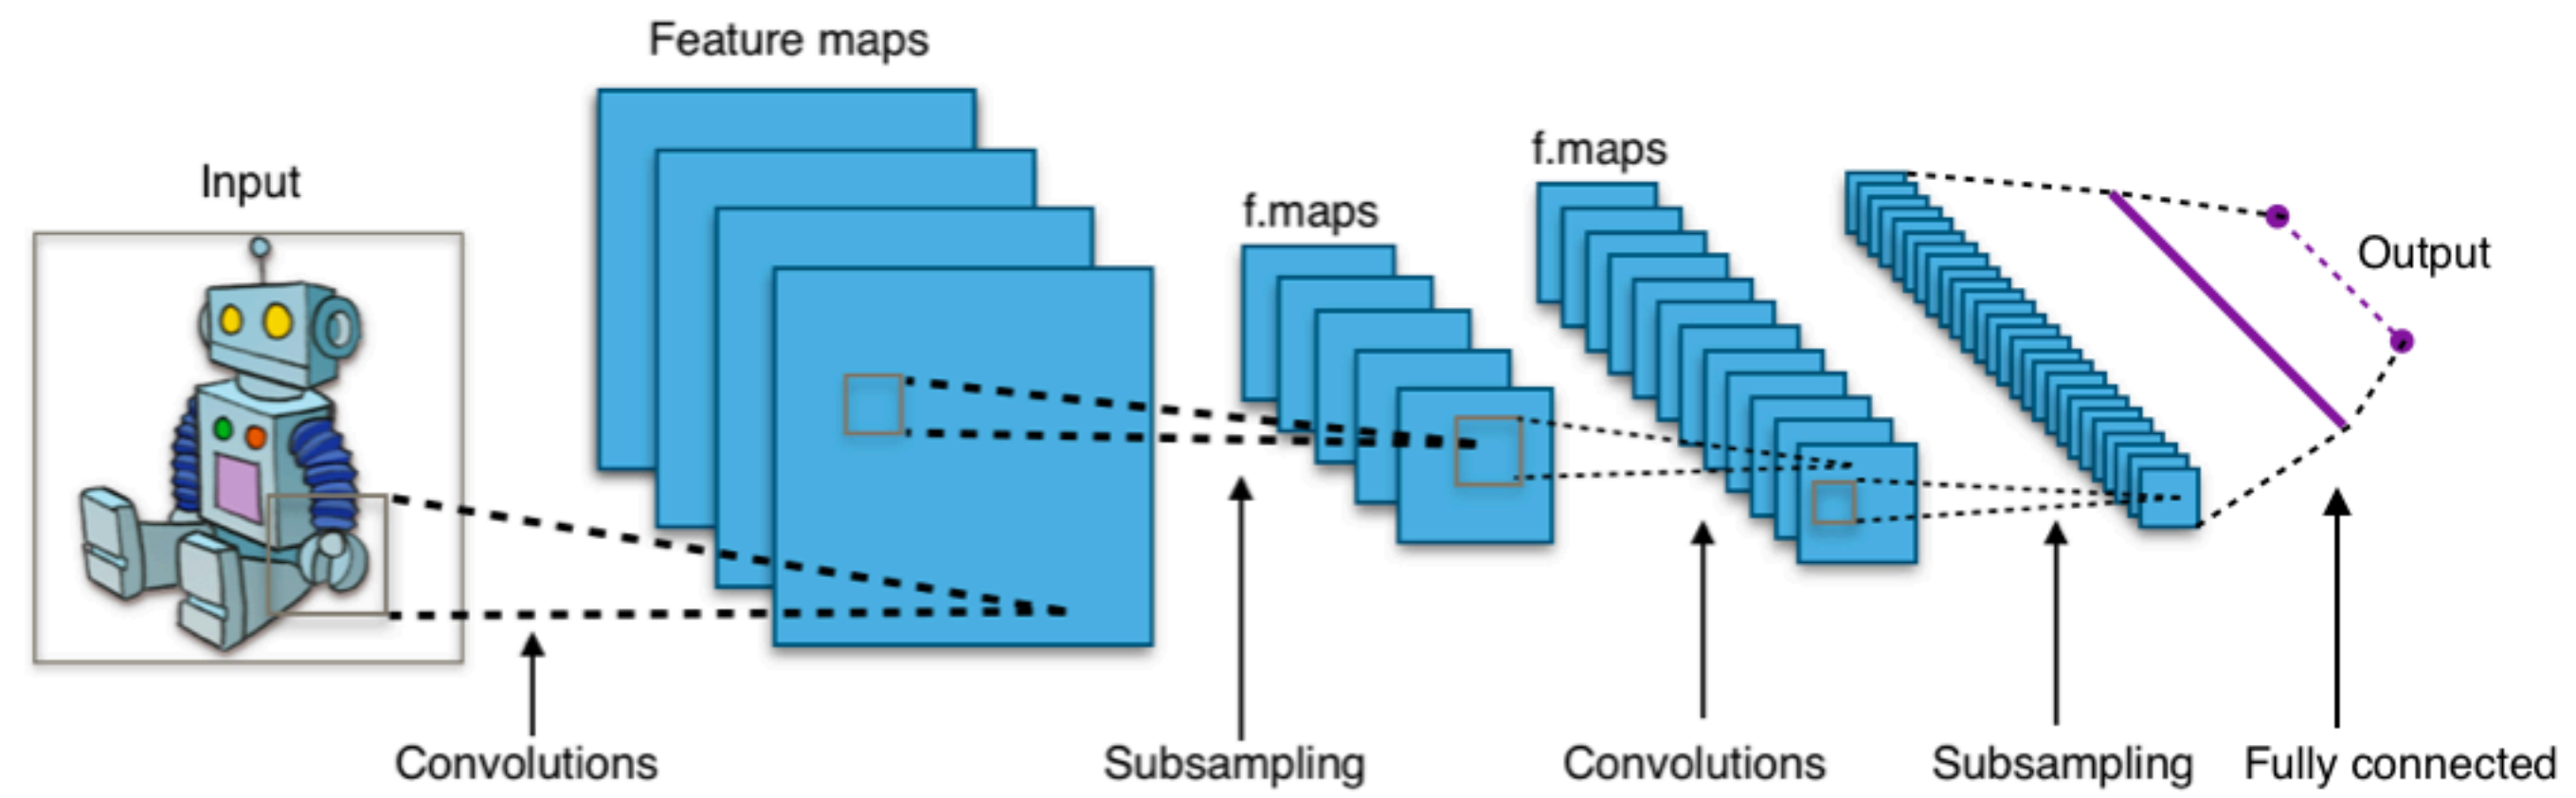 Feature maps
Input
f.maps
f.maps
Output
Convolutions
Subsampling
Convolutions
Subsampling
Fully connected